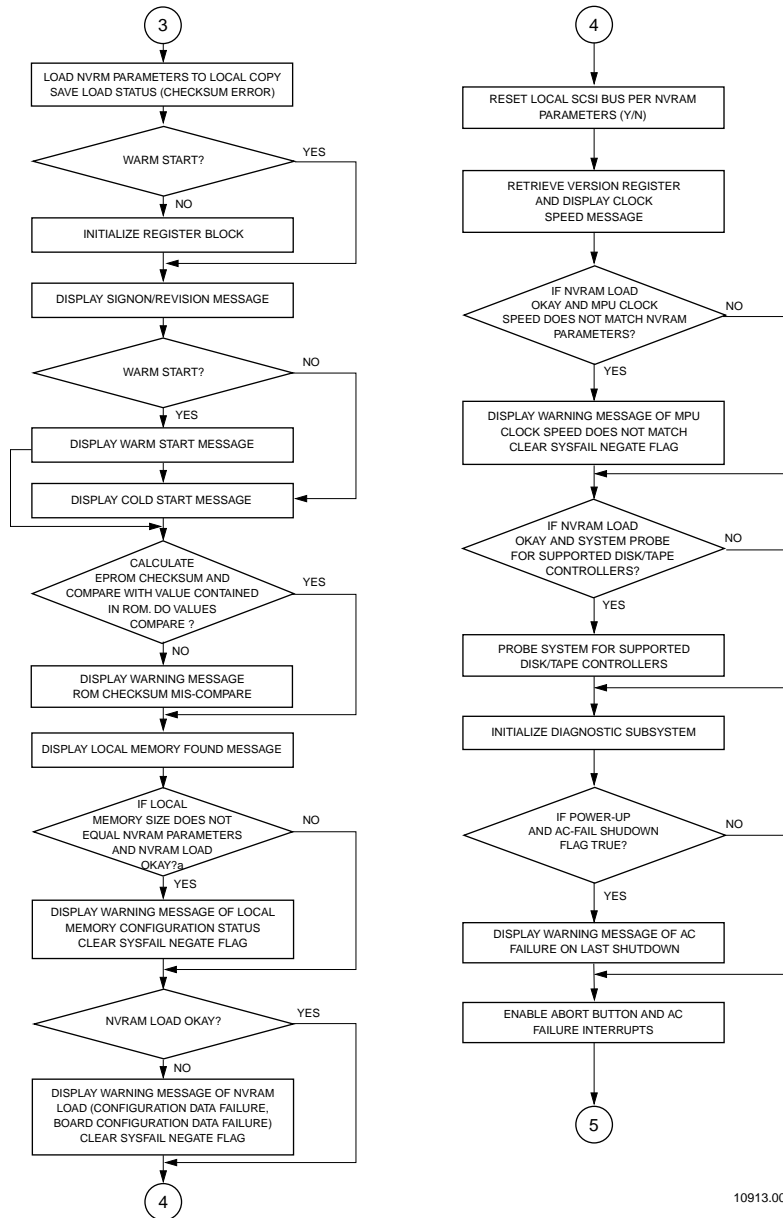 3
LOAD NVRM PARAMETERS TO LOCAL COPY
SAVE LOAD STATUS (CHECKSUM ERROR)
WARM START?
YES
NO
INITIALIZE REGISTER BLOCK
DISPLAY SIGNON/REVISION MESSAGE
WARM START?
NO
YES
DISPLAY WARM START MESSAGE
DISPLAY COLD START MESSAGE
CALCULATE
EPROM CHECKSUM AND
COMPARE WITH VALUE CONTAINED
IN ROM. DO VALUES
COMPARE ?
YES
NO
DISPLAY WARNING MESSAGE
ROM CHECKSUM MIS-COMPARE
DISPLAY LOCAL MEMORY FOUND MESSAGE
IF LOCAL
MEMORY SIZE DOES NOT
EQUAL NVRAM PARAMETERS
AND NVRAM LOAD
OKAY?a
NO
YES
DISPLAY WARNING MESSAGE OF LOCAL
MEMORY CONFIGURATION STATUS
CLEAR SYSFAIL NEGATE FLAG
NVRAM LOAD OKAY?
YES
NO
DISPLAY WARNING MESSAGE OF NVRAM
LOAD (CONFIGURATION DATA FAILURE,
BOARD CONFIGURATION DATA FAILURE)
CLEAR SYSFAIL NEGATE FLAG
4
4
RESET LOCAL SCSI BUS PER NVRAM
PARAMETERS (Y/N)
RETRIEVE VERSION REGISTER
AND DISPLAY CLOCK
SPEED MESSAGE
IF NVRAM LOAD
OKAY AND MPU CLOCK
SPEED DOES NOT MATCH NVRAM
PARAMETERS?
NO
YES
DISPLAY WARNING MESSAGE OF MPU
CLOCK SPEED DOES NOT MATCH
CLEAR SYSFAIL NEGATE FLAG
IF NVRAM LOAD
OKAY AND SYSTEM PROBE
FOR SUPPORTED DISK/TAPE
CONTROLLERS?
NO
YES
PROBE SYSTEM FOR SUPPORTED
DISK/TAPE CONTROLLERS
INITIALIZE DIAGNOSTIC SUBSYSTEM
IF POWER-UP
AND AC-FAIL SHUDOWN
FLAG TRUE?
NO
YES
DISPLAY WARNING MESSAGE OF AC
FAILURE ON LAST SHUTDOWN
ENABLE ABORT BUTTON AND AC
FAILURE INTERRUPTS
5
10913.00